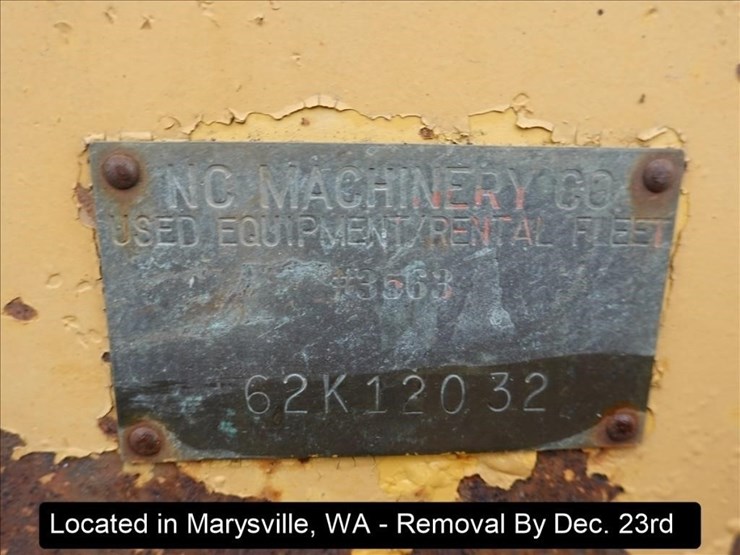 NC MACHINERY CO
USED EQUIPMENT/RENTAL FLEET
#3563
62K12032
Located in Marysville, WA - Removal By Dec. 23rd